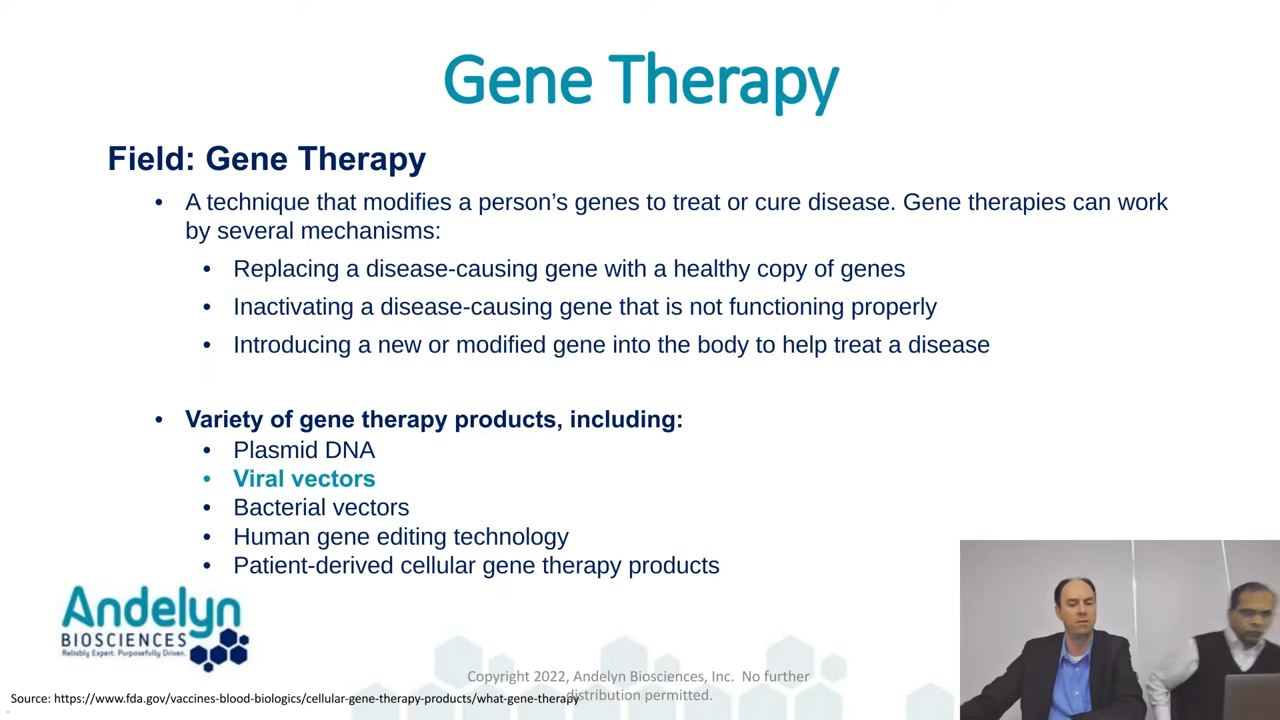 Gene Therapy
Field: Gene Therapy
• A technique that modifies a person’s genes to treat or cure disease. Gene therapies can work
by several mechanisms:
• Replacing a disease-causing gene with a healthy copy of genes
• Inactivating a disease-causing gene that is not functioning properly
• Introducing a new or modified gene into the body to help treat a disease
• Variety of gene therapy products, including:
• Plasmid DNA
• Viral vectors
• Bacterial vectors
• Human gene editing technology
• Patient-derived cellular gene therapy products
Andelyn
BIOSCIENCES
Reliably Expert. Purposefully Driven.
Copyright 2022, Andelyn Biosciences, Inc. No further
distribution permitted.
Source: https://www.fda.gov/vaccines-blood-biologics/cellular-gene-therapy-products/what-gene-therapy